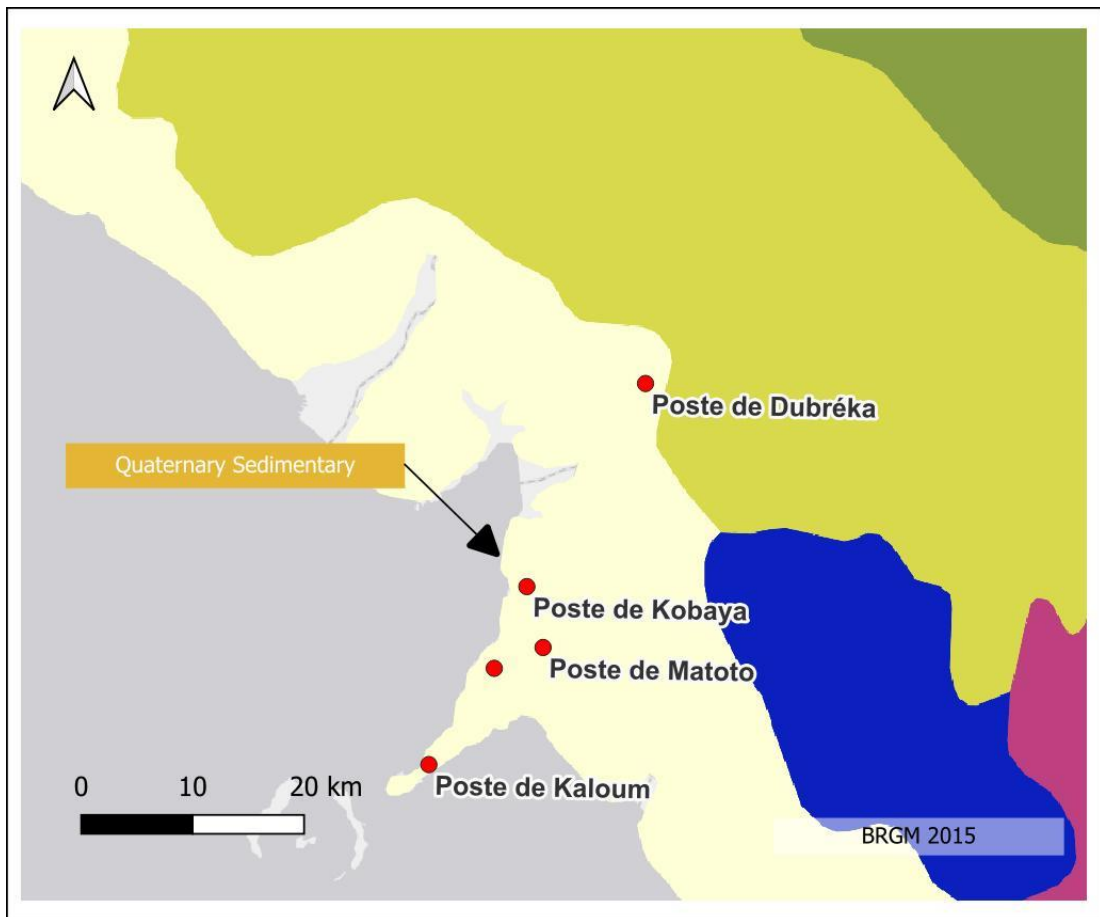 Poste de Dubréka
Quaternary Sedimentary
Poste de Kobaya
Poste de Matoto
Poste de Kaloum
0 10 20 km
BRGM 2015